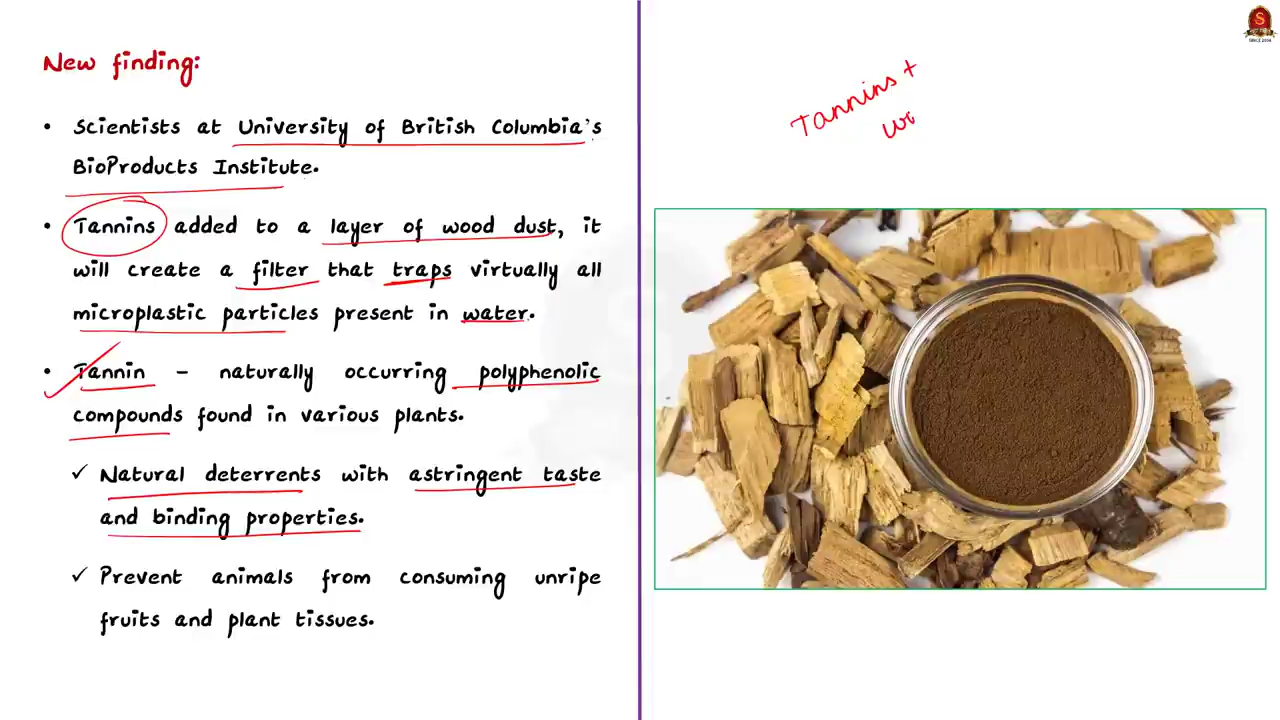 New finding:
• Scientists at University of British Columbia's
BioProducts Institute.
• Tannins added to a layer of wood dust, it
will create a filter that traps virtually all
microplastic particles present in water.
• Tannin – naturally occurring polyphenolic
compounds found in various plants.
✓ Natural deterrents with astringent taste
and binding properties.
✓ Prevent animals from consuming unripe
fruits and plant tissues.
Tannins +
wo
S
SINCE 2004